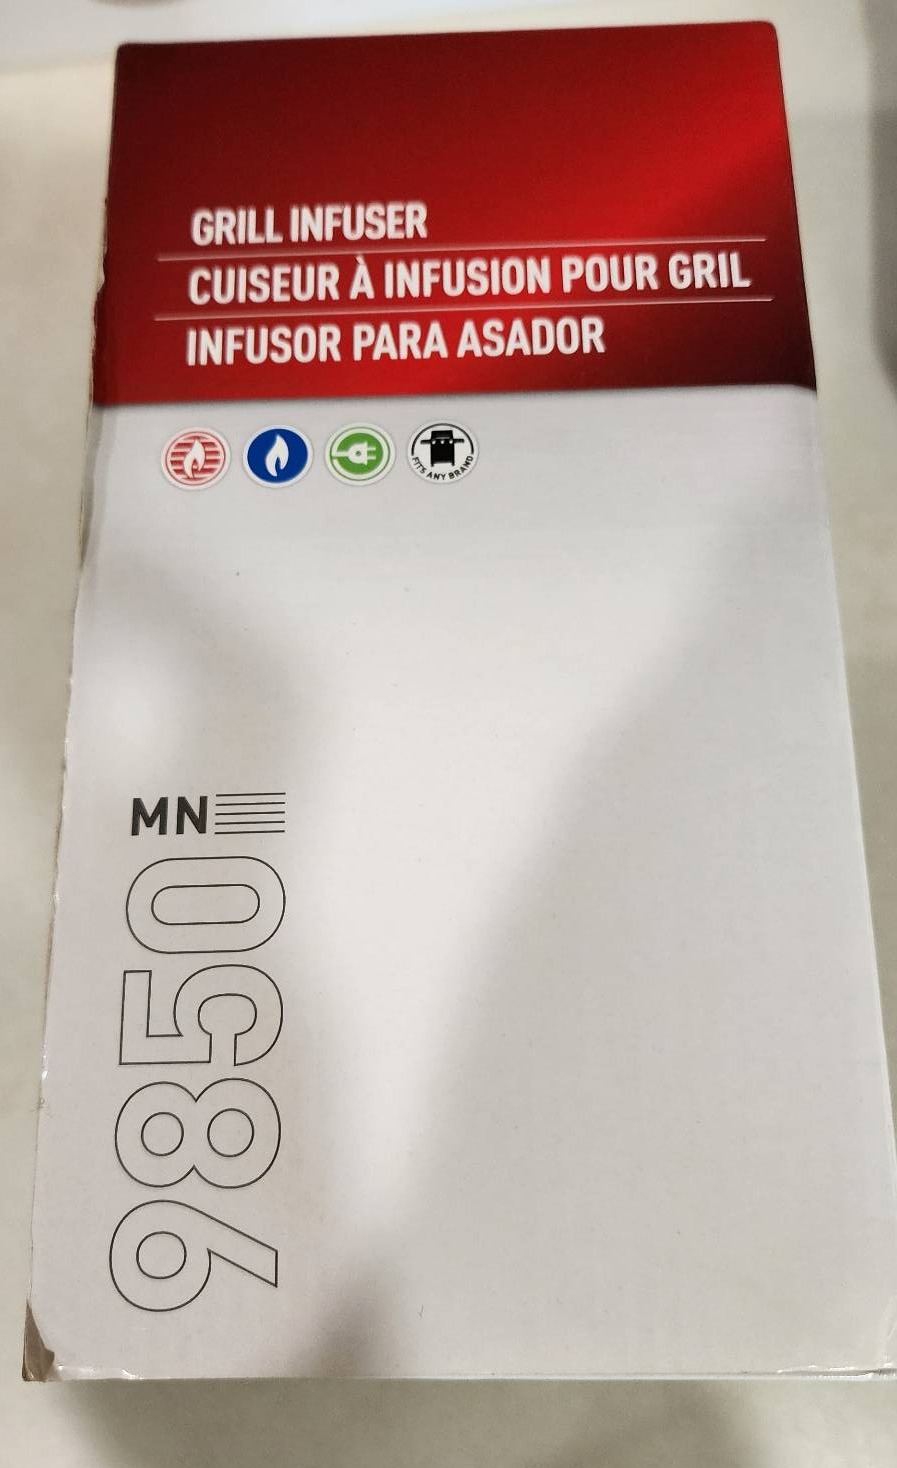 GRILL INFUSER
CUISEUR À INFUSION POUR GRIL
INFUSOR PARA ASADOR
FITS ANY BRAND
MN
9850